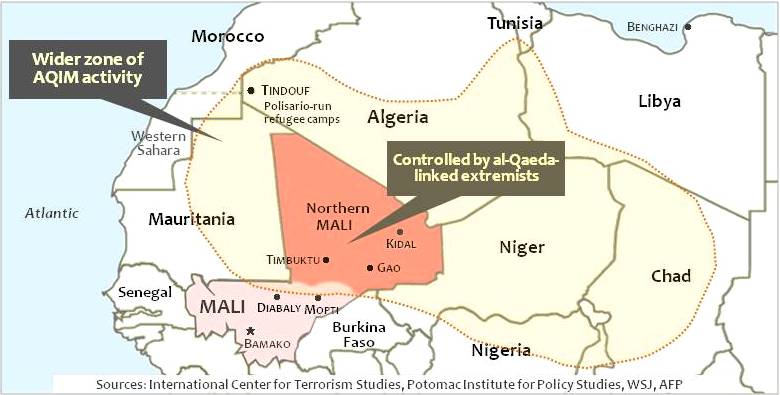 Tunisia
BENGHAZI
Morocco
Wider zone of
AQIM activity
TINDOUF
Polisario-run
refugee camps
Algeria
Libya
Western
Sahara
Controlled by al-Qaeda-
linked extremists
Atlantic
Mauritania
Northern
MALI
KIDAL
TIMBUKTU
GAO
Niger
Chad
Senegal
MALI
DIABALY
MOPTI
BAMAKO
Burkina
Faso
Nigeria
Sources: International Center for Terrorism Studies, Potomac Institute for Policy Studies, WSJ, AFP